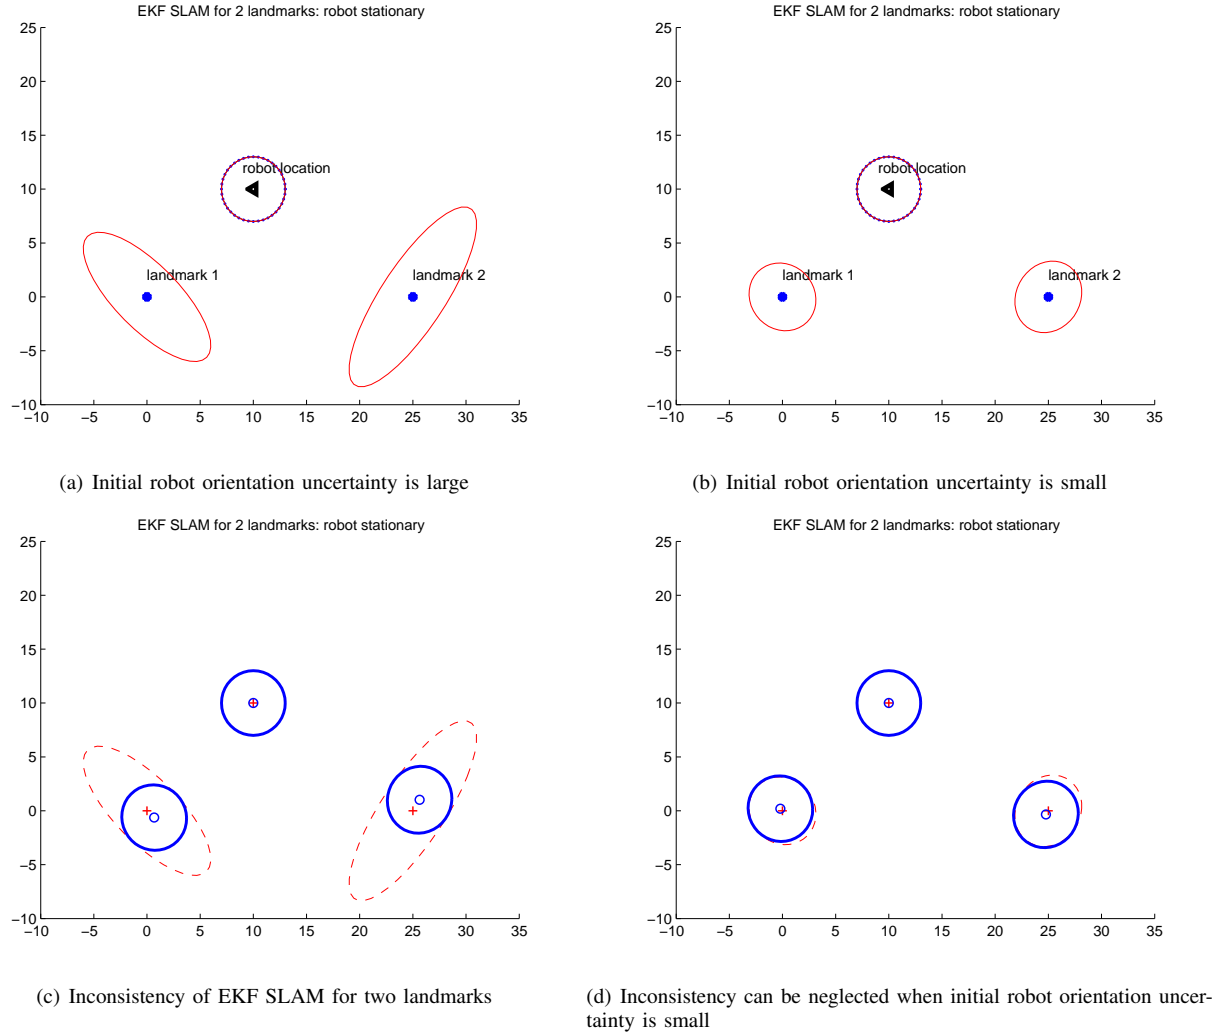 EKF SLAM for 2 landmarks: robot stationary
25
20
15
10
5
0
−5
−10
robot location
landmark 1
landmark 2
−10 −5 0 5 10 15 20 25 30 35
(a) Initial robot orientation uncertainty is large
EKF SLAM for 2 landmarks: robot stationary
25
20
15
10
5
0
−5
−10
robot location
landmark 1
landmark 2
−10 −5 0 5 10 15 20 25 30 35
(b) Initial robot orientation uncertainty is small
EKF SLAM for 2 landmarks: robot stationary
25
20
15
10
5
0
−5
−10
−10 −5 0 5 10 15 20 25 30 35
(c) Inconsistency of EKF SLAM for two landmarks
EKF SLAM for 2 landmarks: robot stationary
25
20
15
10
5
0
−5
−10
−10 −5 0 5 10 15 20 25 30 35
(d) Inconsistency can be neglected when initial robot orientation uncer-
tainty is small